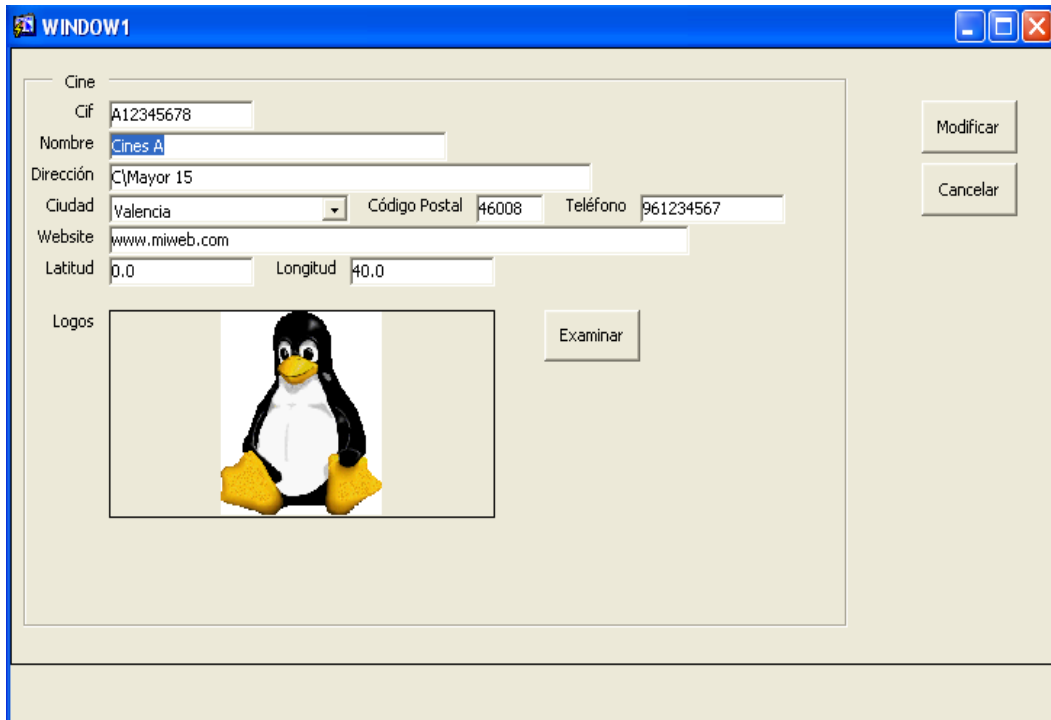 WINDOW1
Cine
Cif A12345678
Modificar
Nombre Cines A
Dirección C\Mayor 15
Cancelar
Ciudad Valencia Código Postal 46008 Teléfono 961234567
Website www.miweb.com
Latitud 0.0 Longitud 40.0
Logos
Examinar